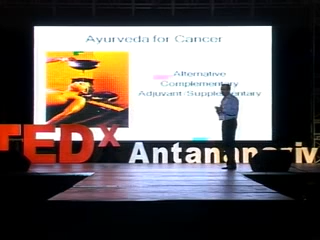 Ayurveda for Cancer
Alternative
Complementary
Adjuvant-Supplementary
TEDx
Antananariv